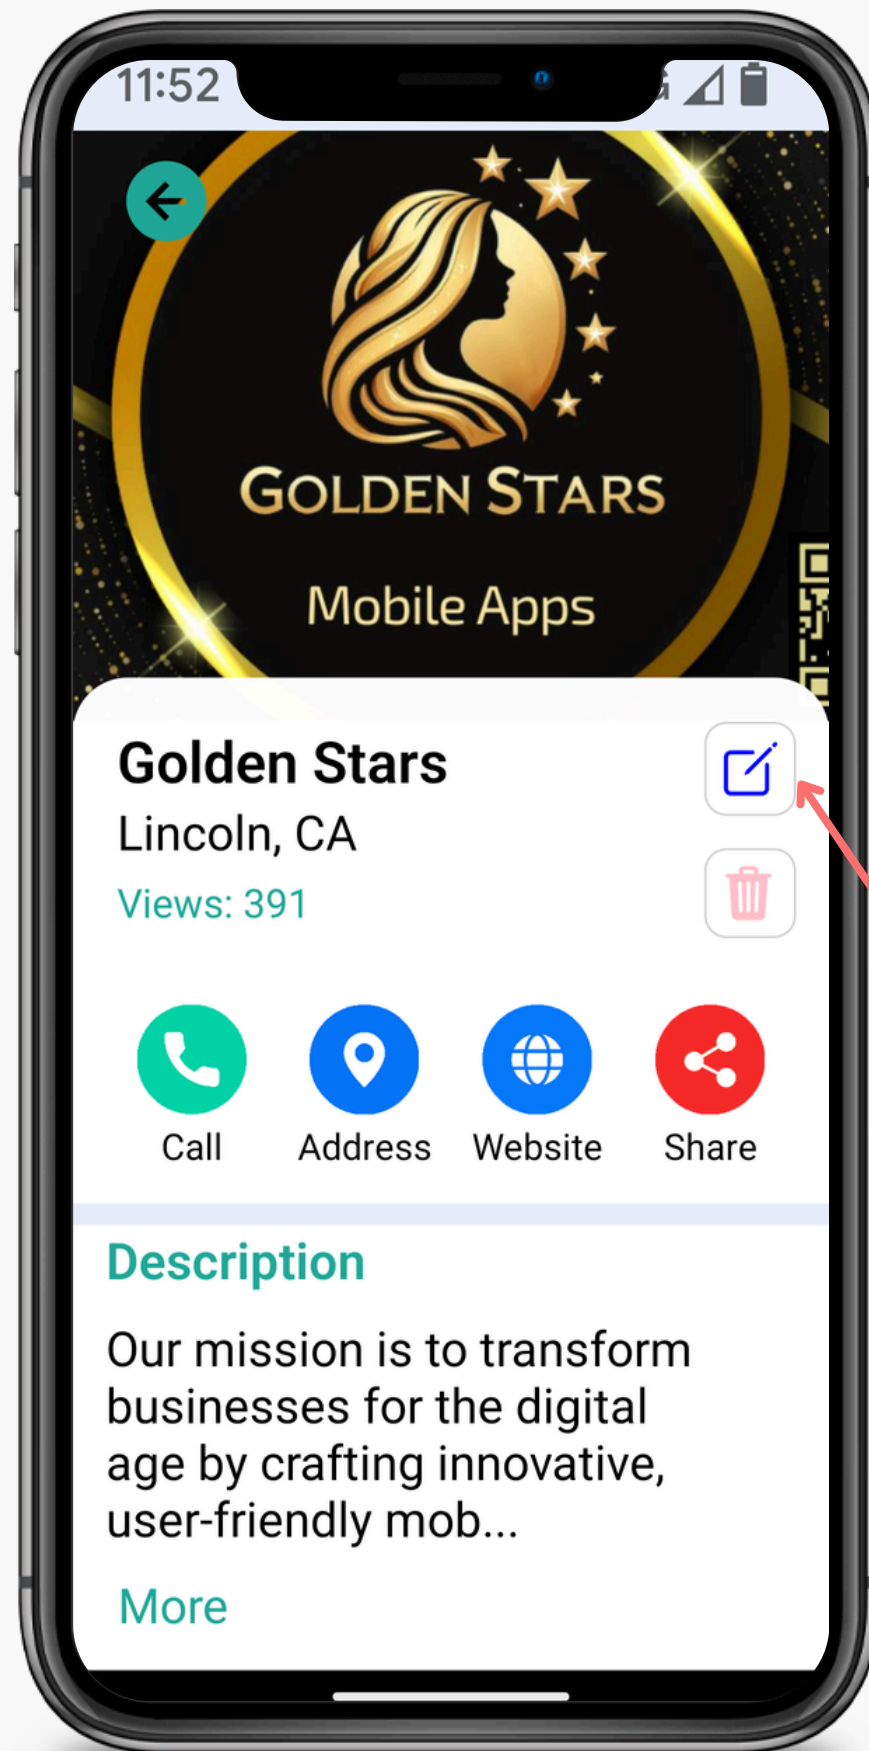 11:52
GOLDEN STARS
Mobile Apps
Golden Stars
Lincoln, CA
Views: 391
Call Address Website Share
Description
Our mission is to transform
businesses for the digital
age by crafting innovative,
user-friendly mob...
More